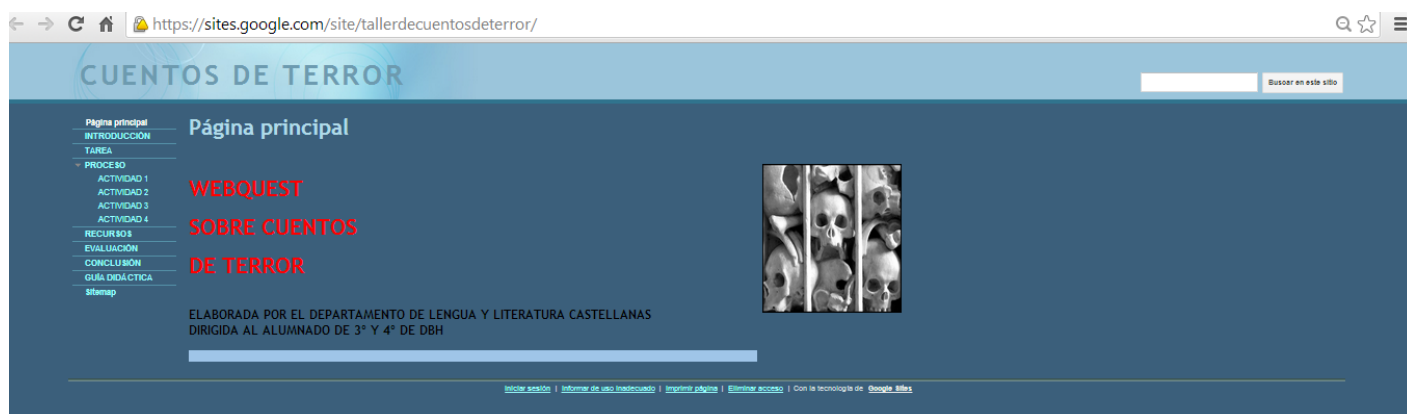 https://sites.google.com/site/tallerdecuentosdeterror/
CUENTOS DE TERROR
Buscar en este sitio
Página principal
INTRODUCCIÓN
TAREA
PROCESO
ACTIVIDAD 1
ACTIVIDAD 2
ACTIVIDAD 3
ACTIVIDAD 4
RECURSOS
EVALUACIÓN
CONCLUSIÓN
GUÍA DIDÁCTICA
Sitemap
Página principal
WEBQUEST
SOBRE CUENTOS
DE TERROR
ELABORADA POR EL DEPARTAMENTO DE LENGUA Y LITERATURA CASTELLANAS
DIRIGIDA AL ALUMNADO DE 3º Y 4º DE DBH
Iniciar sesión | Informar de uso inadecuado | Imprimir página | Eliminar acceso | Con la tecnología de Google Sites